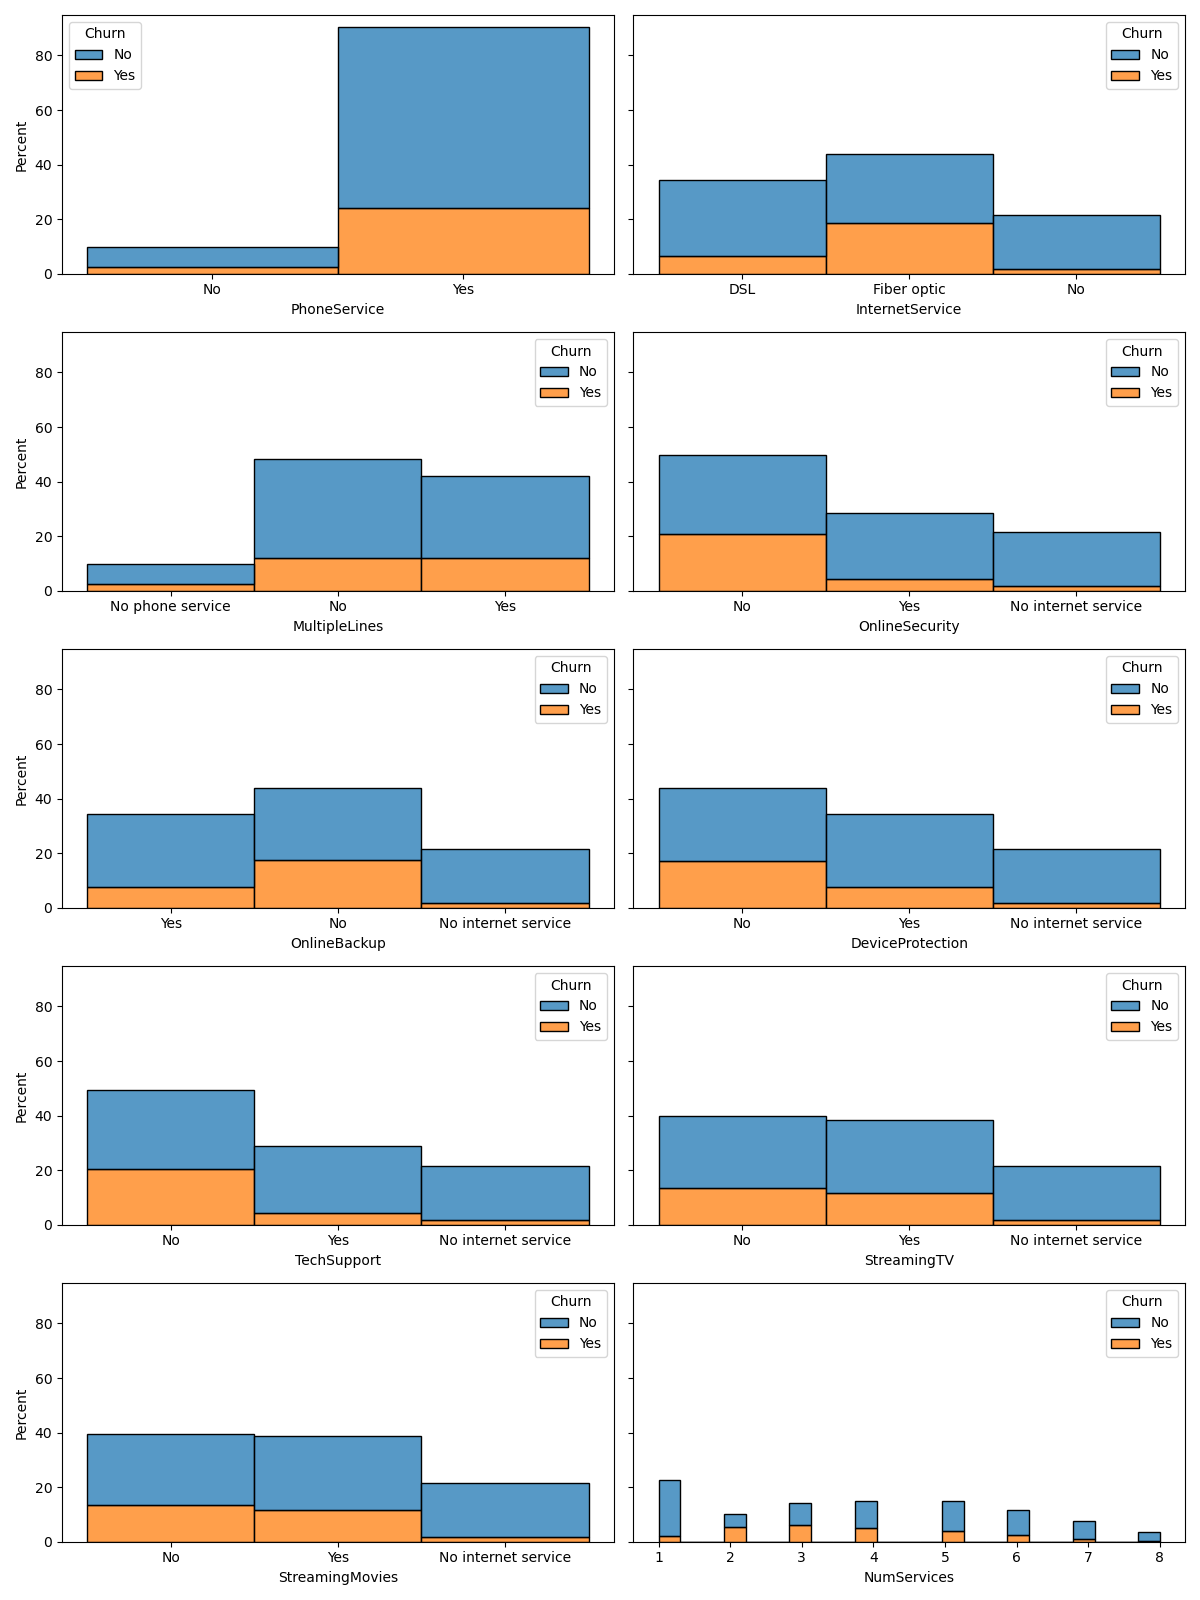 Churn
No
Yes
80
60
40
20
0
Percent
No Yes
PhoneService
Churn
No
Yes
DSL Fiber optic No
InternetService
Churn
No
Yes
80
60
40
20
0
Percent
No phone service No Yes
MultipleLines
Churn
No
Yes
No Yes No internet service
OnlineSecurity
Churn
No
Yes
80
60
40
20
0
Percent
Yes No No internet service
OnlineBackup
Churn
No
Yes
No Yes No internet service
DeviceProtection
Churn
No
Yes
80
60
40
20
0
Percent
No Yes No internet service
TechSupport
Churn
No
Yes
No Yes No internet service
StreamingTV
Churn
No
Yes
80
60
40
20
0
Percent
No Yes No internet service
StreamingMovies
Churn
No
Yes
1 2 3 4 5 6 7 8
NumServices